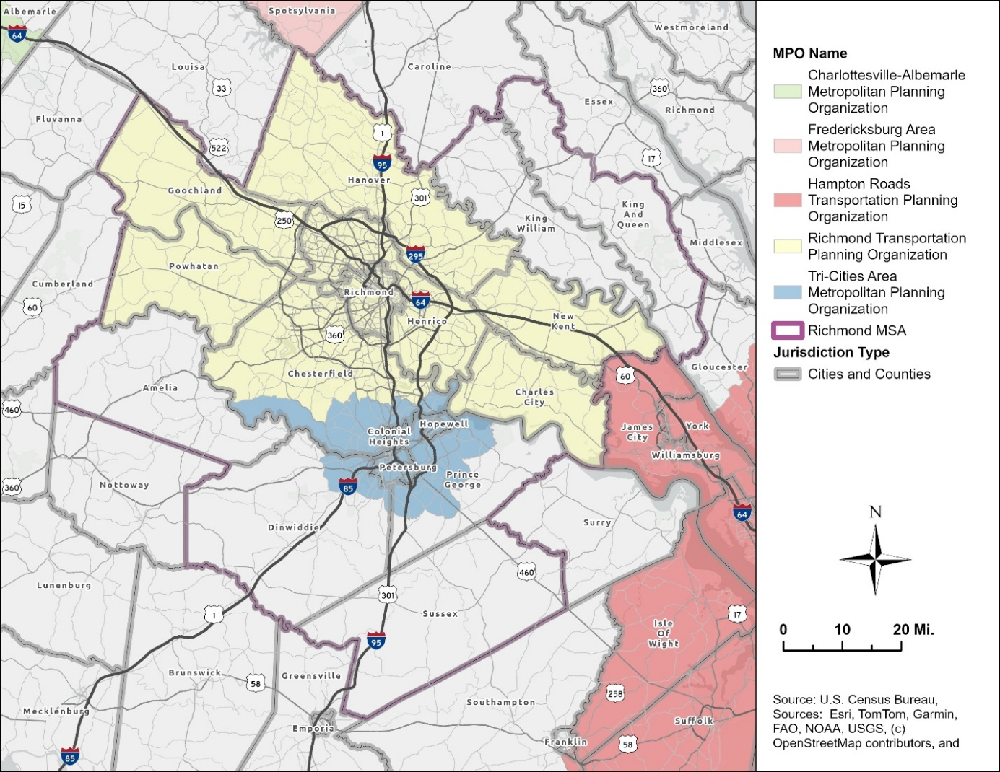 Albemarle
Spotsylvania
64
Westmoreland
Louisa
Caroline
33
360
Essex
Richmond
Fluvanna
1
522
17
95
Hanover
Goochland
301
15
King
And
Queen
250
King
William
Middlesex
295
Powhatan
Cumberland
Richmond
64
60
New
Kent
Henrico
360
Gloucester
Chesterfield
60
Amelia
Charles
City
460
Hopewell
York
James
City
Colonial
Heights
Williamsburg
Petersburg
Prince
George
Nottoway
360
85
64
Surry
Dinwiddie
460
Lunenburg
301
Sussex
1
17
Isle
Of
Wight
95
Brunswick
Greensville
58
258
Southampton
Mecklenburg
Suffolk
Emporia
Franklin
58
85
MPO Name
Charlottesville-Albemarle
Metropolitan Planning
Organization
Fredericksburg Area
Metropolitan Planning
Organization
Hampton Roads
Transportation Planning
Organization
Richmond Transportation
Planning Organization
Tri-Cities Area
Metropolitan Planning
Organization
Richmond MSA
Jurisdiction Type
Cities and Counties
N
0 10 20 Mi.
Source: U.S. Census Bureau,
Sources: Esri, TomTom, Garmin,
FAO, NOAA, USGS, (c)
OpenStreetMap contributors, and